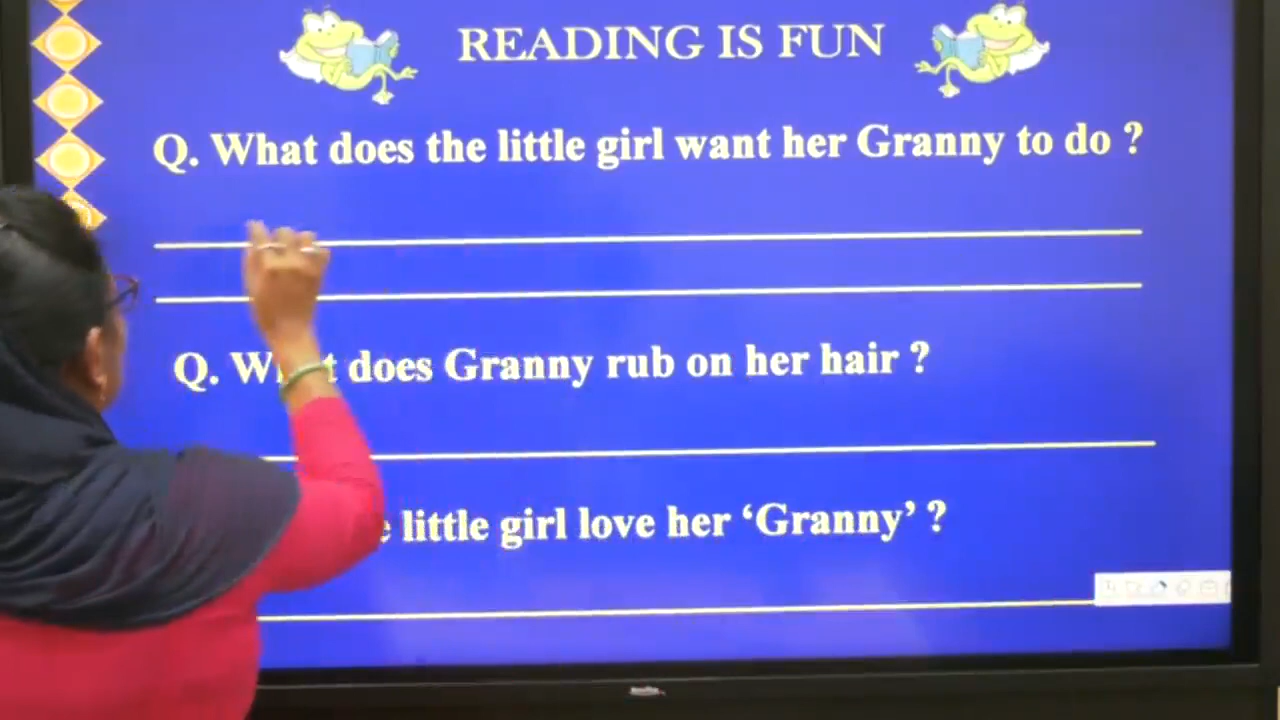 READING IS FUN
Q. What does the little girl want her Granny to do ?
Q. does Granny rub on her hair ?
little girl love her ‘Granny’ ?